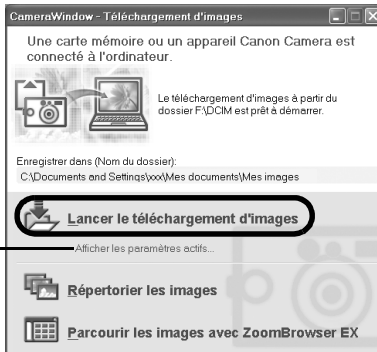 CameraWindow - Téléchargement d'images
Une carte mémoire ou un appareil Canon Camera est
connecté à l'ordinateur.
Le téléchargement d'images à partir du
dossier F:\DCIM est prêt à démarrer.
Enregistrer dans (Nom du dossier):
C:\Documents and Settings\xxx\Mes documents\Mes images
Lancer le téléchargement d'images
Afficher les paramètres actifs...
Répertorier les images
Parcourir les images avec ZoomBrowser EX